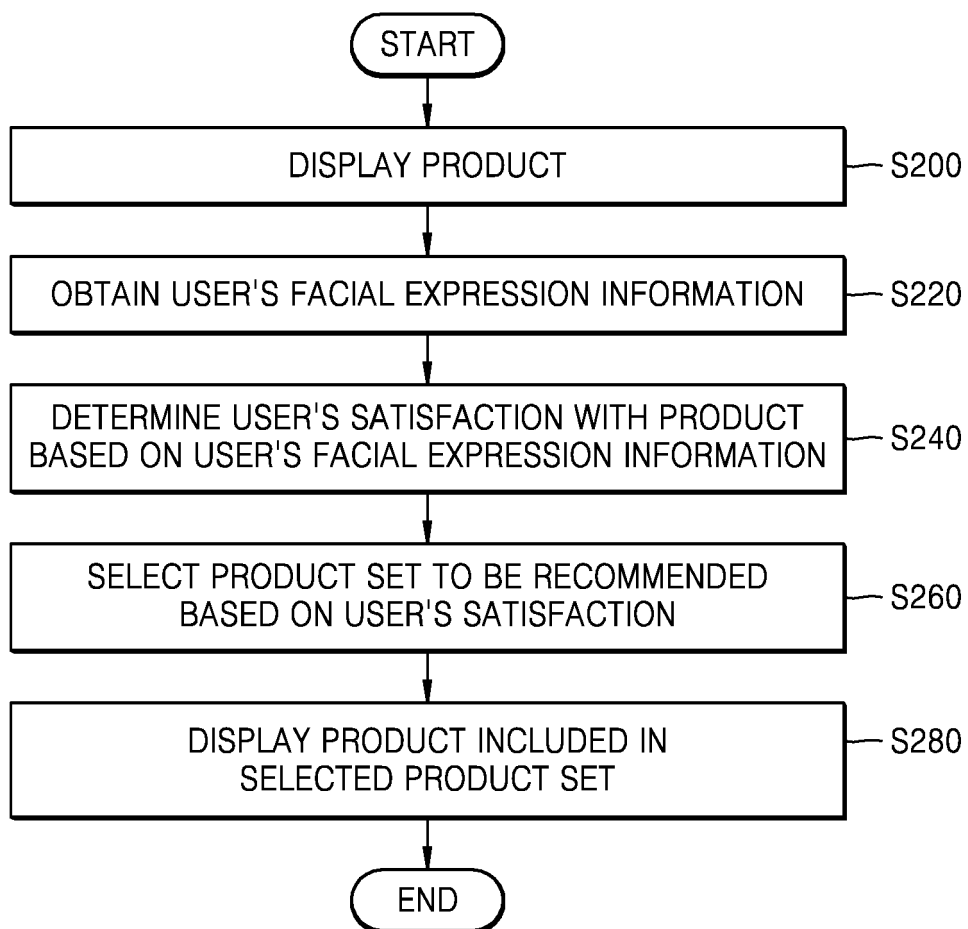 START
DISPLAY PRODUCT
S200
OBTAIN USER'S FACIAL EXPRESSION INFORMATION
S220
DETERMINE USER'S SATISFACTION WITH PRODUCT
BASED ON USER'S FACIAL EXPRESSION INFORMATION
S240
SELECT PRODUCT SET TO BE RECOMMENDED
BASED ON USER'S SATISFACTION
S260
DISPLAY PRODUCT INCLUDED IN
SELECTED PRODUCT SET
S280
END